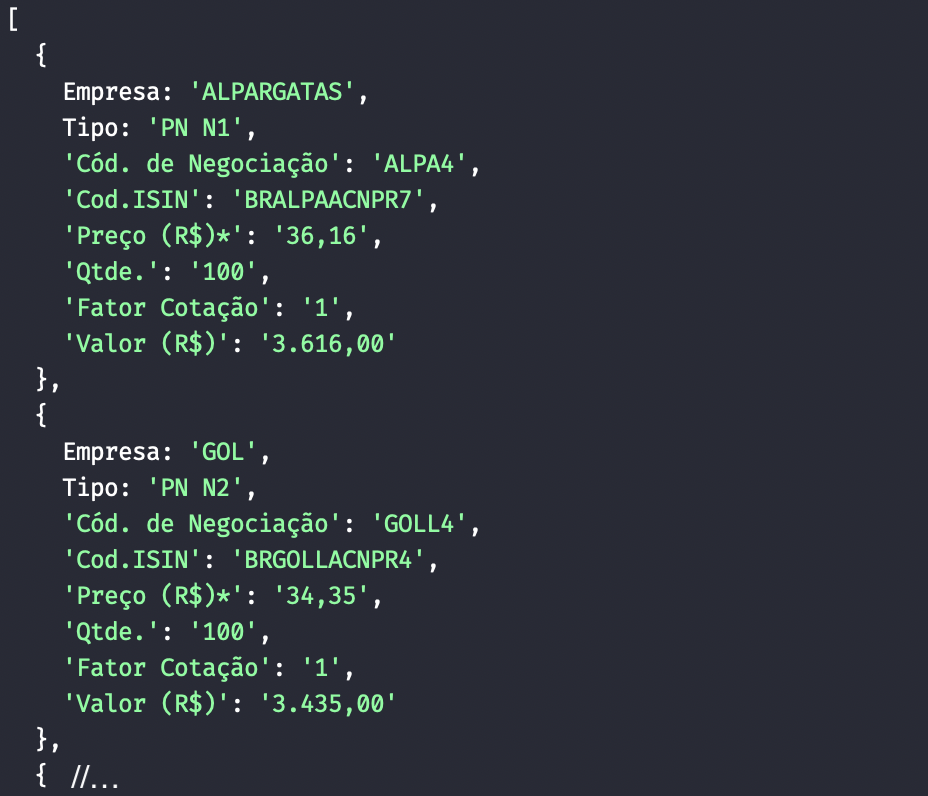 [
{
Empresa: 'ALPARGATAS',
Tipo: 'PN N1',
'Cód. de Negociação': 'ALPA4',
'Cod.ISIN': 'BRALPAACNPR7',
'Preço (R$)*': '36,16',
'Qtde.': '100',
'Fator Cotação': '1',
'Valor (R$)': '3.616,00'
},
{
Empresa: 'GOL',
Tipo: 'PN N2',
'Cód. de Negociação': 'GOLL4',
'Cod.ISIN': 'BRGOLLACNPR4',
'Preço (R$)*': '34,35',
'Qtde.': '100',
'Fator Cotação': '1',
'Valor (R$)': '3.435,00'
},
{ //...